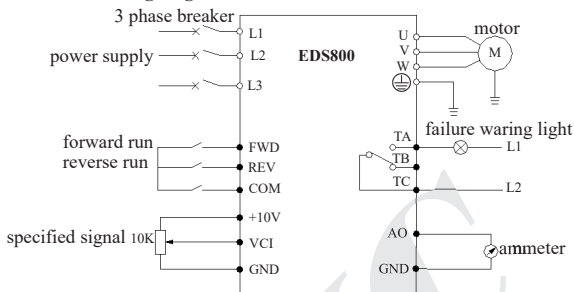 3 phase breaker
L1
L2
L3
power supply
EDS800
U
V
W
motor
M
forward run
reverse run
FWD
REV
COM
TA
TB
TC
failure waring light
L1
L2
+10V
specified signal 10K
VCI
GND
AO
GND
ammeter